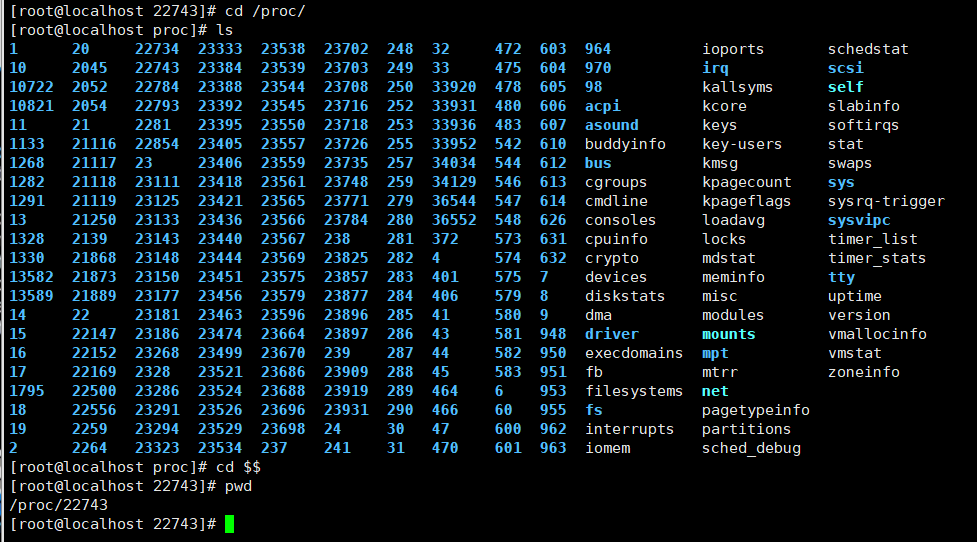 [root@localhost 22743]# cd /proc/
[root@localhost proc]# ls
1 20 22734 23333 23538 23702 248 32 472 603 964 ioports schedstat
10 2045 22743 23384 23539 23703 249 33 475 604 970 irq scsi
10722 2052 22784 23388 23544 23708 250 33920 478 605 98 kallsyms self
10821 2054 22793 23392 23545 23716 252 33931 480 606 acpi kcore slabinfo
11 21 2281 23395 23550 23718 253 33936 483 607 asound keys softirqs
1133 21116 22854 23405 23557 23726 255 33952 542 610 buddyinfo key-users stat
1268 21117 23 23406 23559 23735 257 34034 544 612 bus kmsg swaps
1282 21118 23111 23418 23561 23748 259 34129 546 613 cgroups kpagecount sys
1291 21119 23125 23421 23565 23771 279 36544 547 614 cmdline kpageflags sysrq-trigger
13 21250 23133 23436 23566 23784 280 36552 548 626 consoles loadavg sysvipc
1328 2139 23143 23440 23567 238 281 372 573 631 cpuinfo locks timer_list
1330 21868 23148 23444 23569 23825 282 4 574 632 crypto mdstat timer_stats
13582 21873 23150 23451 23575 23857 283 401 575 7 devices meminfo tty
13589 21889 23177 23456 23579 23877 284 406 579 8 diskstats misc uptime
14 22 23181 23463 23596 23896 285 41 580 9 dma modules version
15 22147 23186 23474 23664 23897 286 43 581 948 driver mounts vmallocinfo
16 22152 23268 23499 23670 239 287 44 582 950 execdomains mpt vmstat
17 22169 2328 23521 23686 23909 288 45 583 951 fb mtrr zoneinfo
1795 22500 23286 23524 23688 23919 289 464 6 953 filesystems net
18 22556 23291 23526 23696 23931 290 466 60 955 fs pagetypeinfo
19 2259 23294 23529 23698 24 30 47 600 962 interrupts partitions
2 2264 23323 23534 237 241 31 470 601 963 iomem sched_debug
[root@localhost proc]# cd $$
[root@localhost 22743]# pwd
/proc/22743
[root@localhost 22743]#